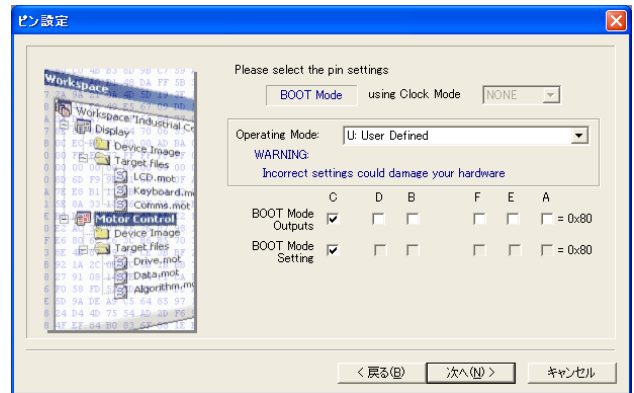 ピン設定
Please select the pin settings
BOOT Mode using Clock Mode NONE
Operating Mode: U: User Defined
WARNING:
Incorrect settings could damage your hardware
C D B F E A
BOOT Mode Outputs = 0x80
BOOT Mode Setting = 0x80
Workspace
Workspace 'Industrial Co
Display
Device Image
Target files
LCD.mot
Keyboard.m
Comms.mot
Motor Control
Device Image
Target files
Drive.mot
Data.mot
Algorithm.mo
< 戻る(B) 次へ(N) > キャンセル